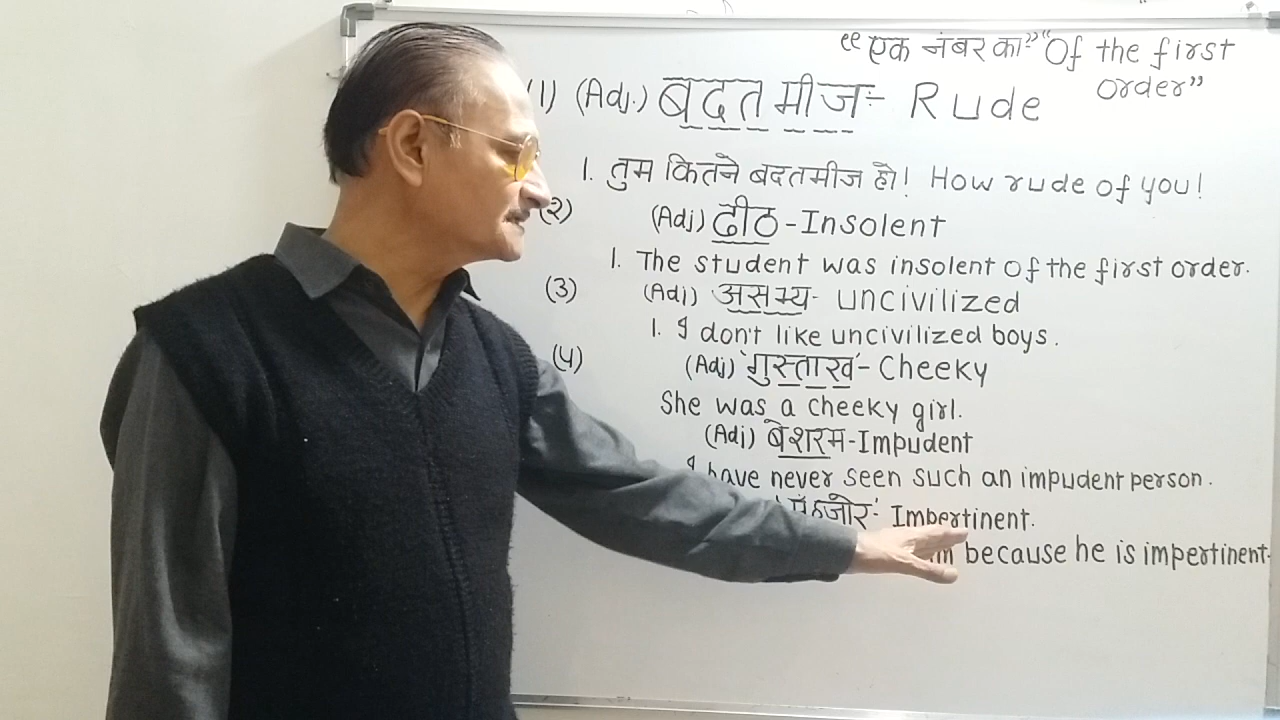 “एक नंबर का” “Of the first
order”
1) (Adj.) बदतमीज÷ Rude
1. तुम कितने बदतमीज हो! How rude of you!
(२) (Adj) ढीठ - Insolent
1. The student was insolent of the first order.
(3) (Adj) असभ्य - uncivilized
1. I don't like uncivilized boys.
(4) (Adj) 'गुस्ताख' - Cheeky
She was a cheeky girl.
(Adj) बेशरम - Impudent
I have never seen such an impudent person.
'मुंहजोर' - Impertinent.
because he is impertinent.